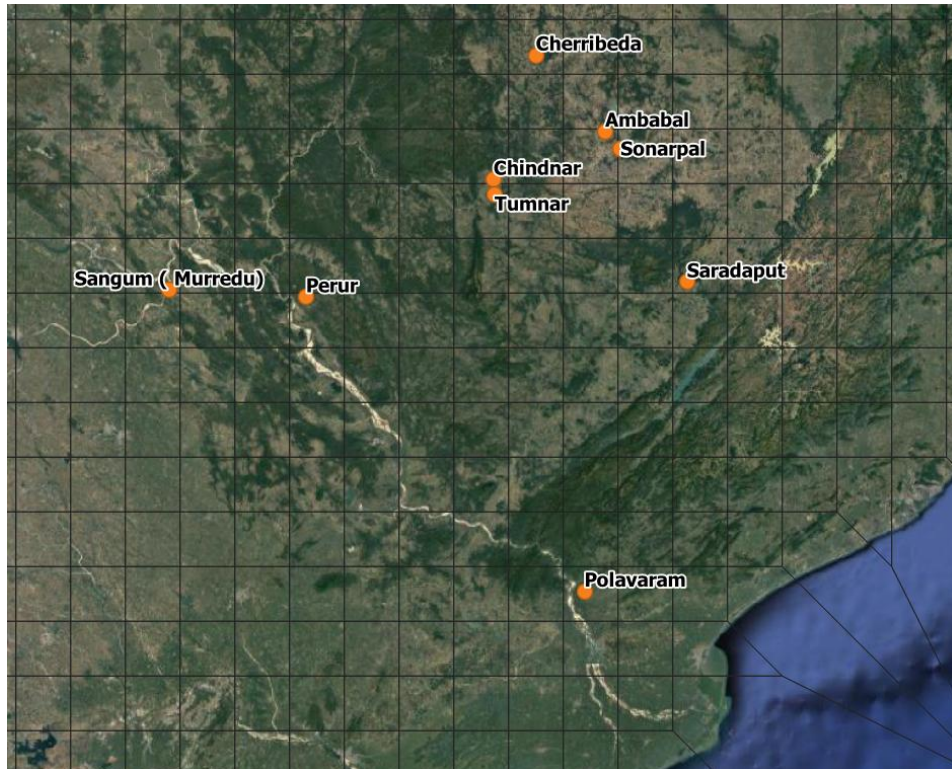 Cherribeda
Ambabal
Sonarpal
Chindnar
Tumnar
Sangum ( Murredu)
Perur
Saradaput
Polavaram